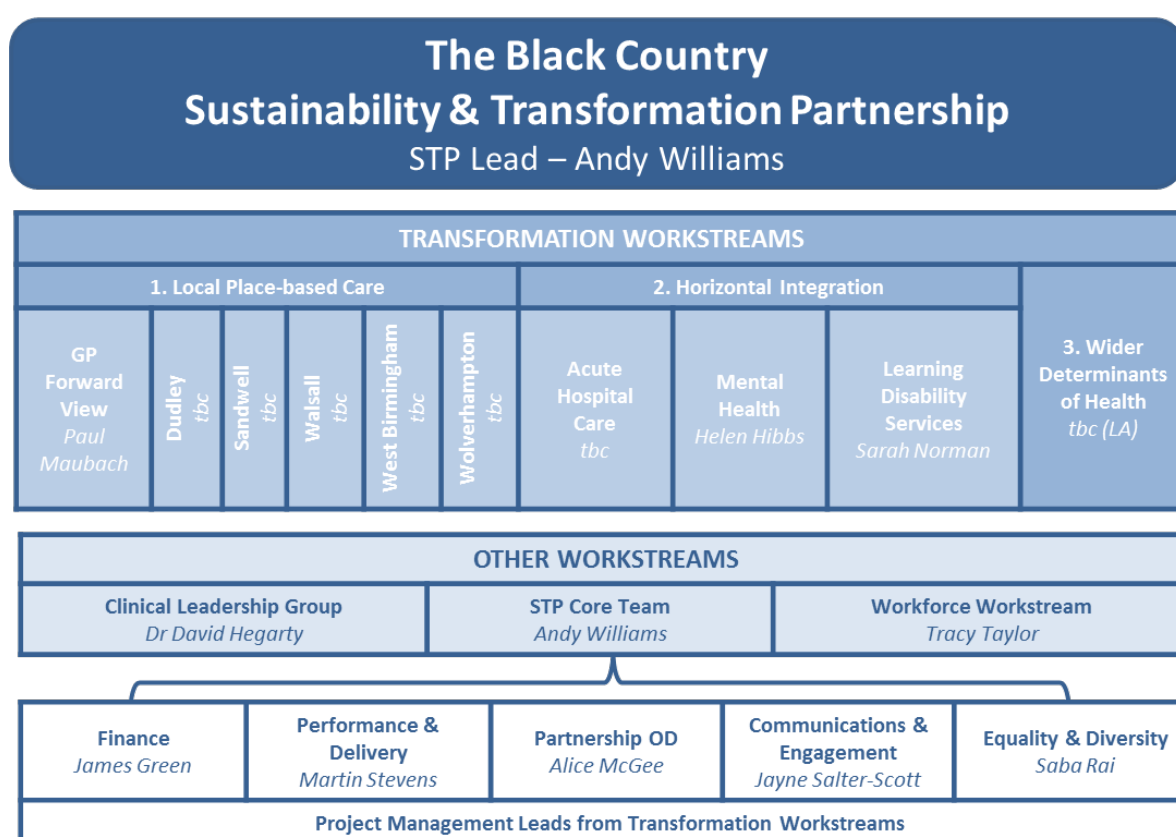 The Black Country
Sustainability & Transformation Partnership
STP Lead – Andy Williams
TRANSFORMATION WORKSTREAMS
1. Local Place-based Care
2. Horizontal Integration
GP
Forward
View
Paul
Maubach
Dudley
tbc
Sandwell
tbc
Walsall
tbc
West Birmingham
tbc
Wolverhampton
tbc
Acute
Hospital
Care
tbc
Mental
Health
Helen Hibbs
Learning
Disability
Services
Sarah Norman
3. Wider
Determinants
of Health
tbc (LA)
OTHER WORKSTREAMS
Clinical Leadership Group
Dr David Hegarty
STP Core Team
Andy Williams
Workforce Workstream
Tracy Taylor
Finance
James Green
Performance &
Delivery
Martin Stevens
Partnership OD
Alice McGee
Communications &
Engagement
Jayne Salter-Scott
Equality & Diversity
Saba Rai
Project Management Leads from Transformation Workstreams